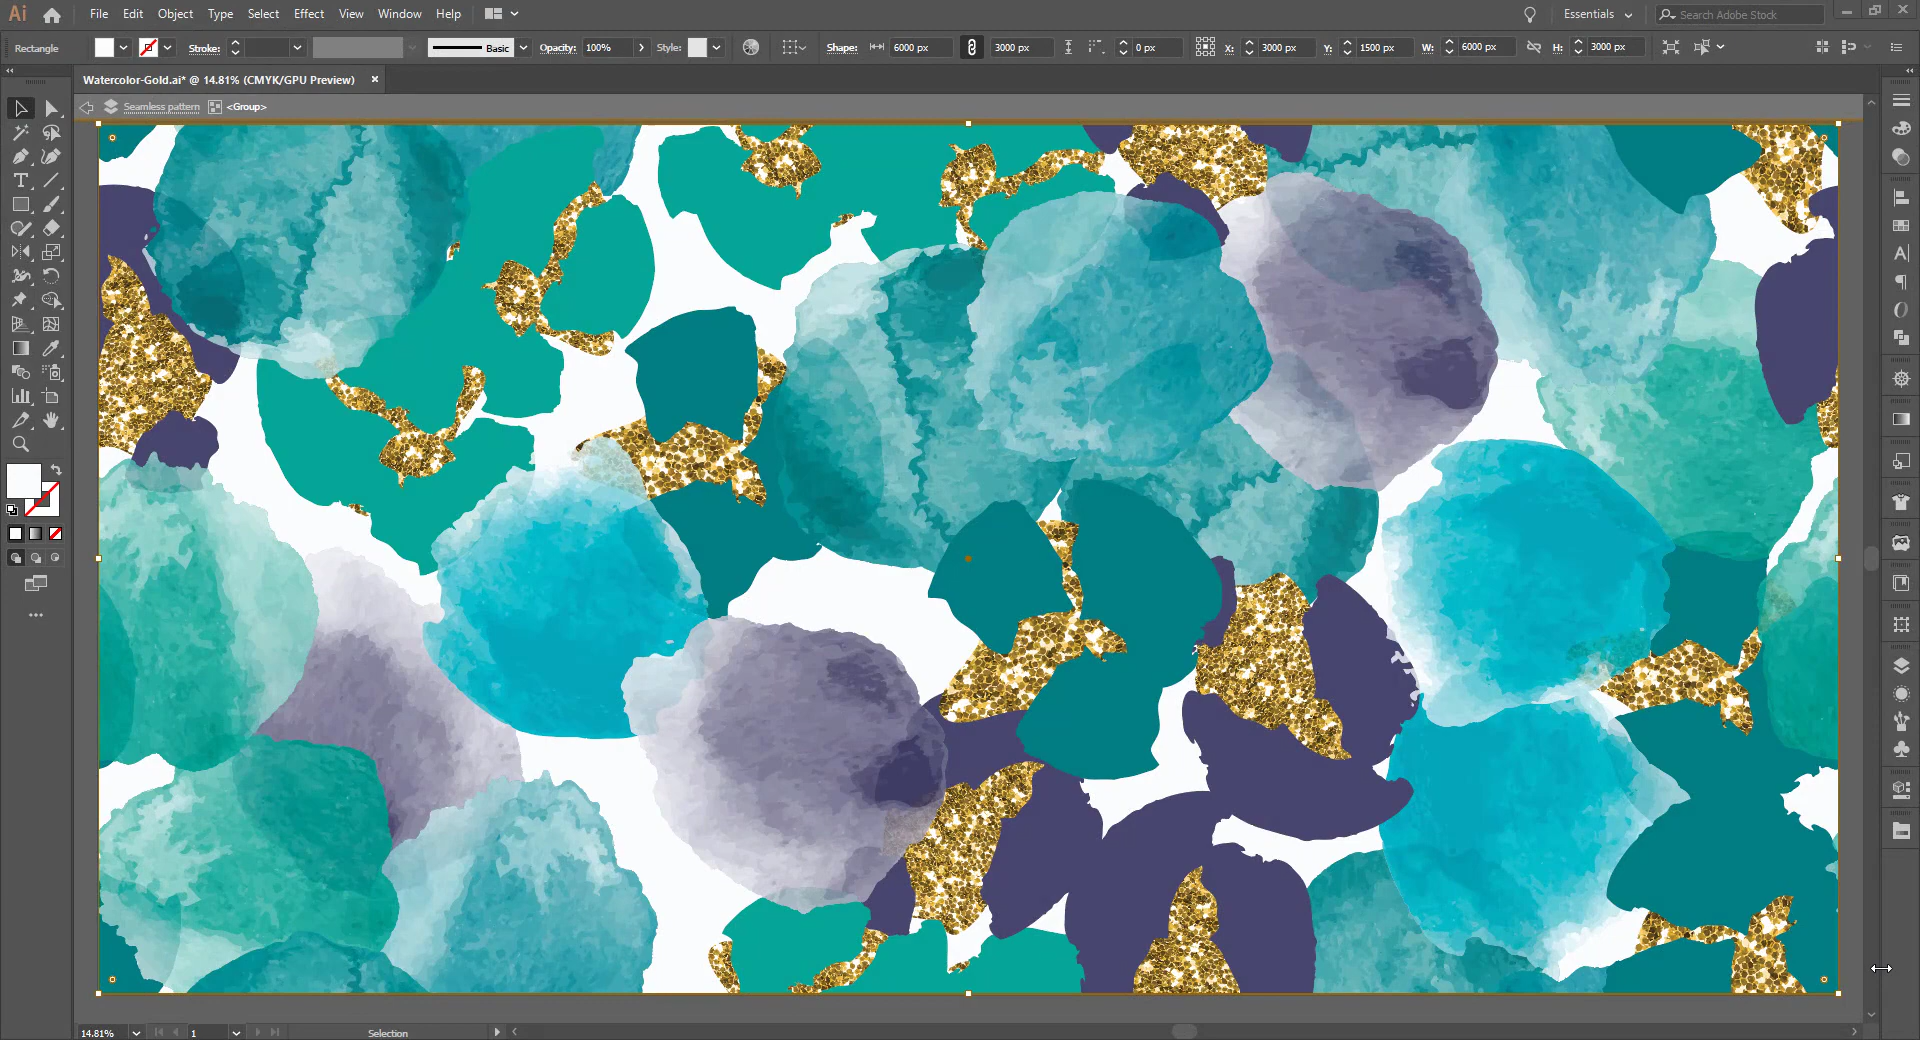 Ai File Edit Object Type Select Effect View Window Help Essentials Search Adobe Stock
Rectangle Stroke: Basic Opacity: 100% Style: Shape: 6000 px 3000 px 0 px X: 3000 px Y: 1500 px W: 6000 px H: 3000 px
Watercolor-Gold.ai* @ 14.81% (CMYK/GPU Preview) ×
Seamless pattern <Group>
14.81% 1 Selection